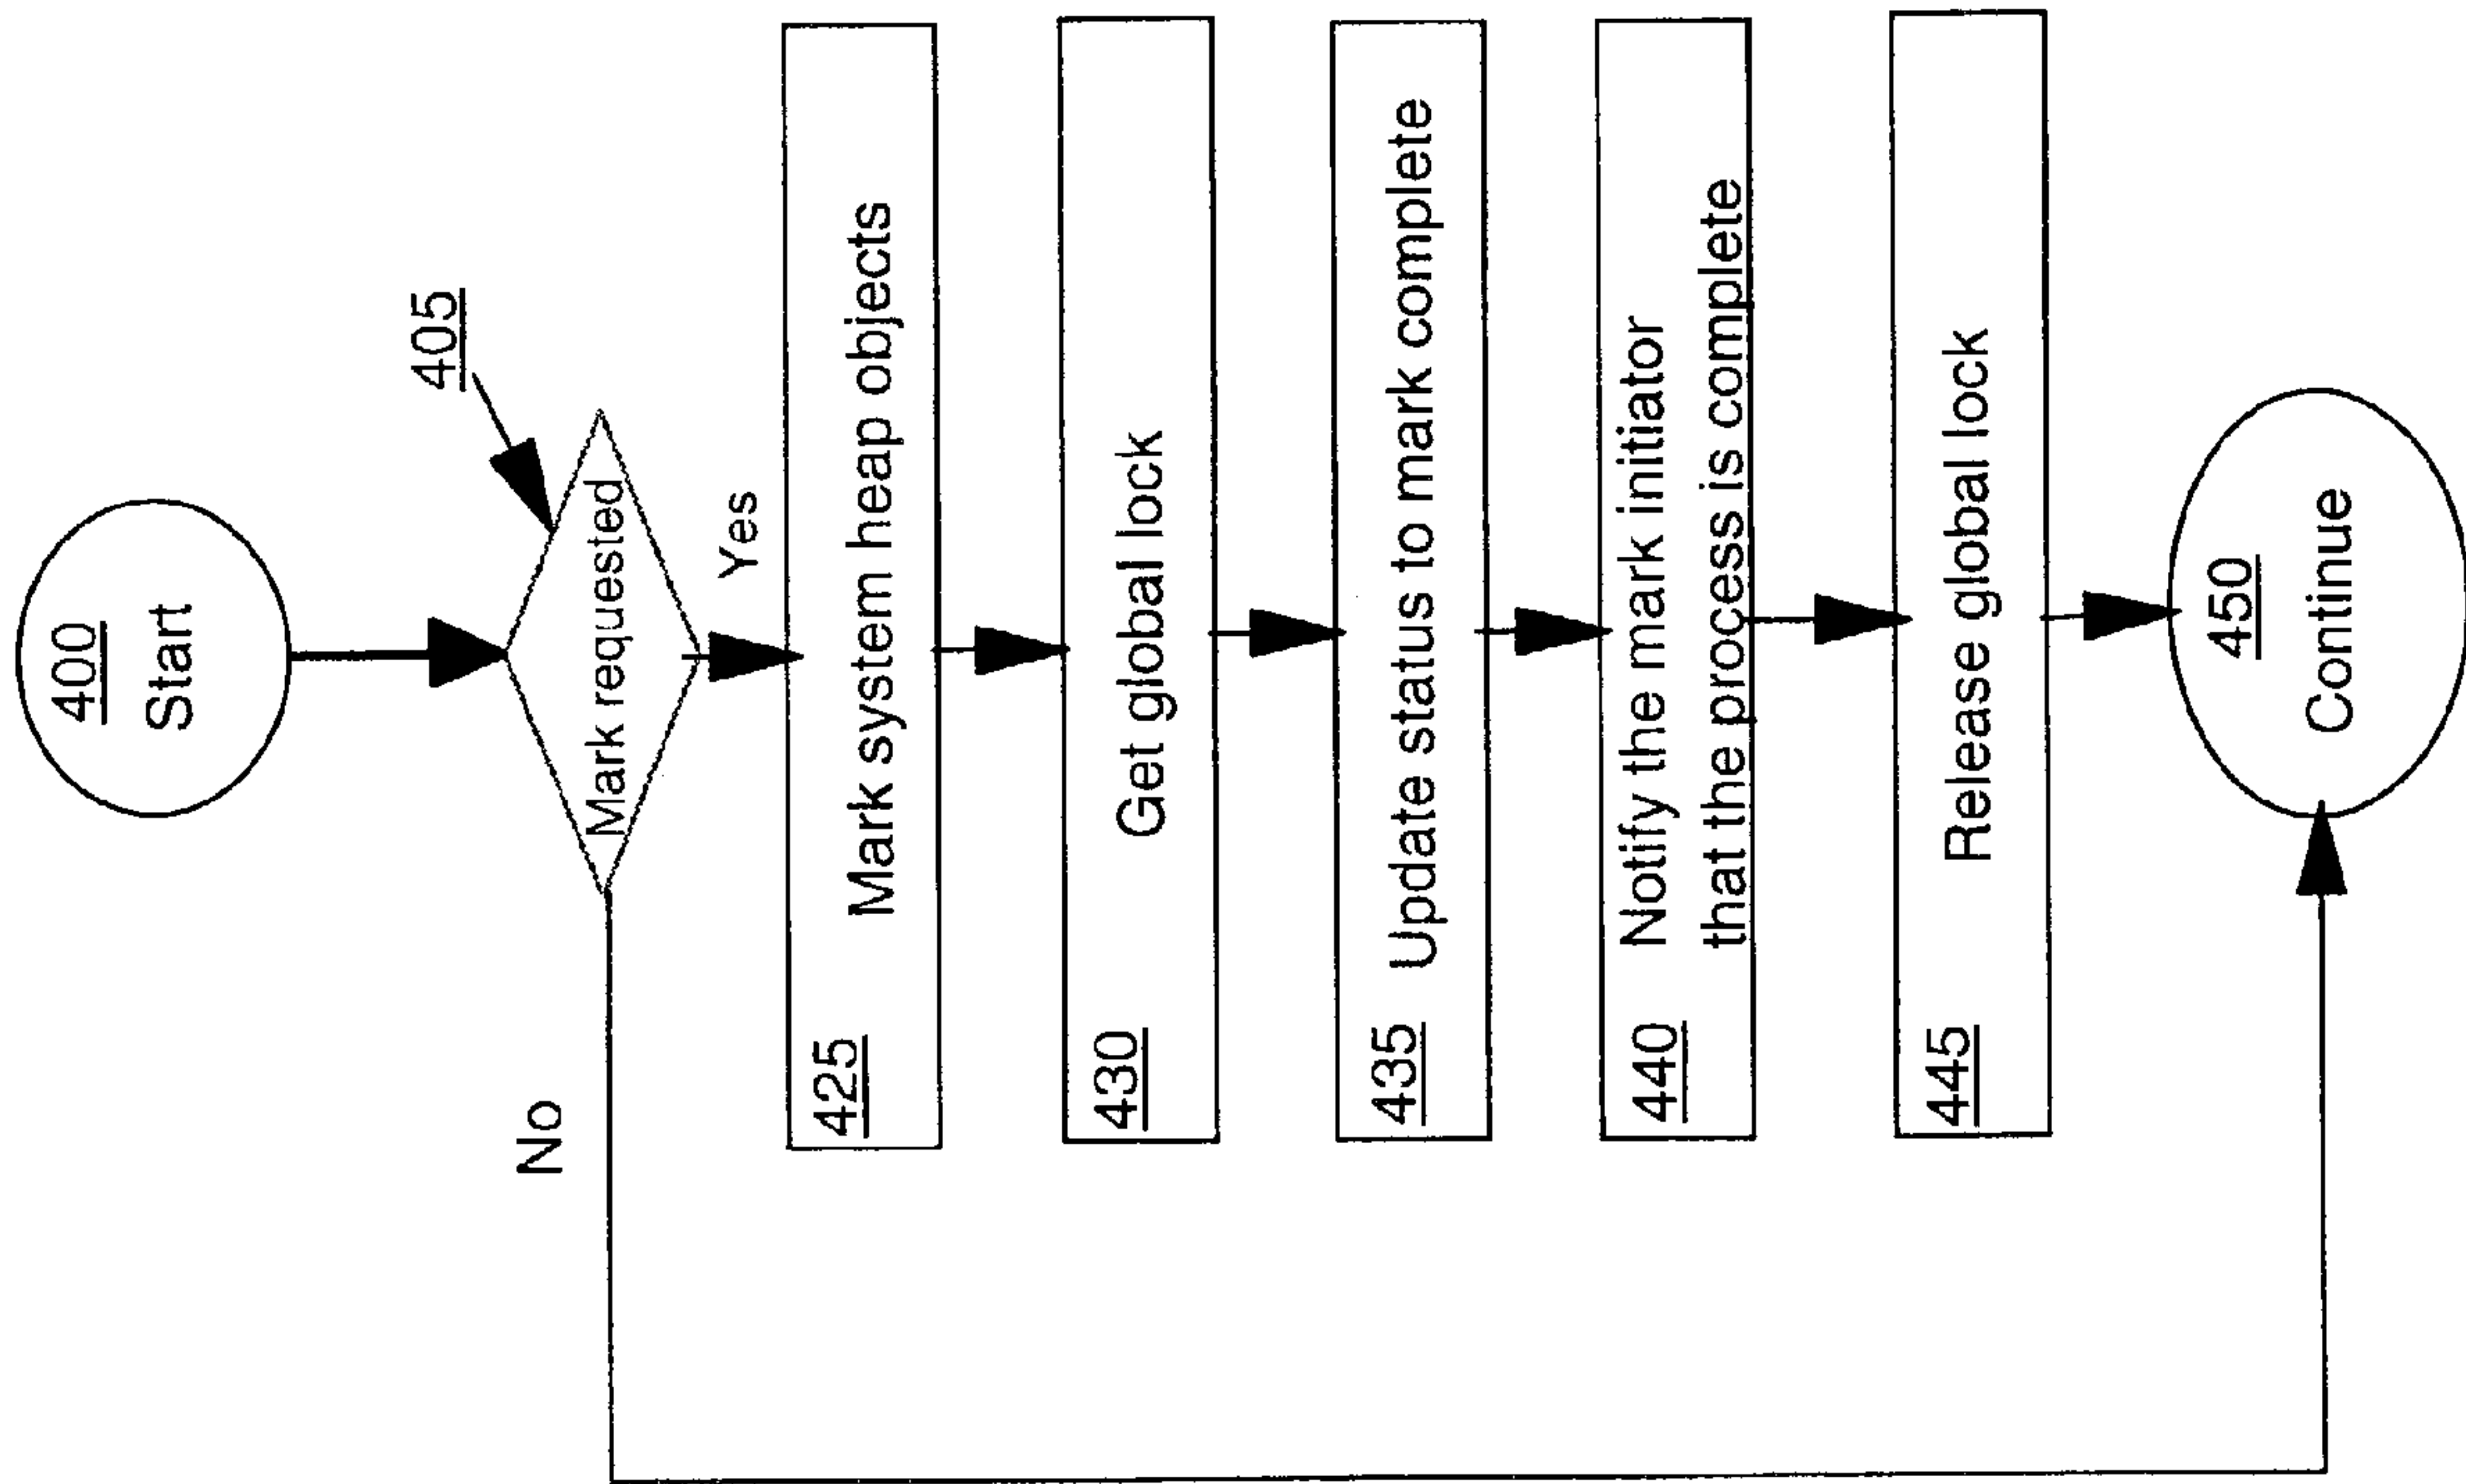 400
Start
405
Mark requested
No
Yes
425
Mark system heap objects
430
Get global lock
435
Update status to mark complete
440
Notify the mark initiator
that the process is complete
445
Release global lock
450
Continue